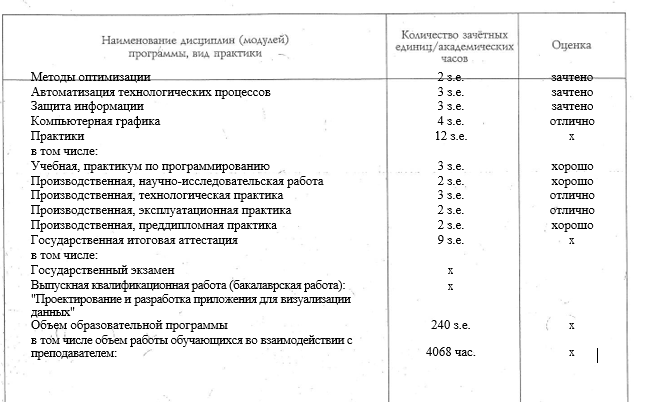 Наименование дисциплин (модулей)
программы, вид практики
Количество зачётных
единиц/академических
часов
Оценка
Методы оптимизации 2 з.е. зачтено
Автоматизация технологических процессов 3 з.е. зачтено
Защита информации 3 з.е. зачтено
Компьютерная графика 4 з.е. отлично
Практики 12 з.е. х
в том числе:
Учебная, практикум по программированию 3 з.е. хорошо
Производственная, научно-исследовательская работа 2 з.е. хорошо
Производственная, технологическая практика 3 з.е. отлично
Производственная, эксплуатационная практика 2 з.е. отлично
Производственная, преддипломная практика 2 з.е. хорошо
Государственная итоговая аттестация 9 з.е. х
в том числе:
Государственный экзамен х
Выпускная квалификационная работа (бакалаврская работа): х
"Проектирование и разработка приложения для визуализации
данных"
Объем образовательной программы 240 з.е. х
в том числе объем работы обучающихся во взаимодействии с
преподавателем: 4068 час. х